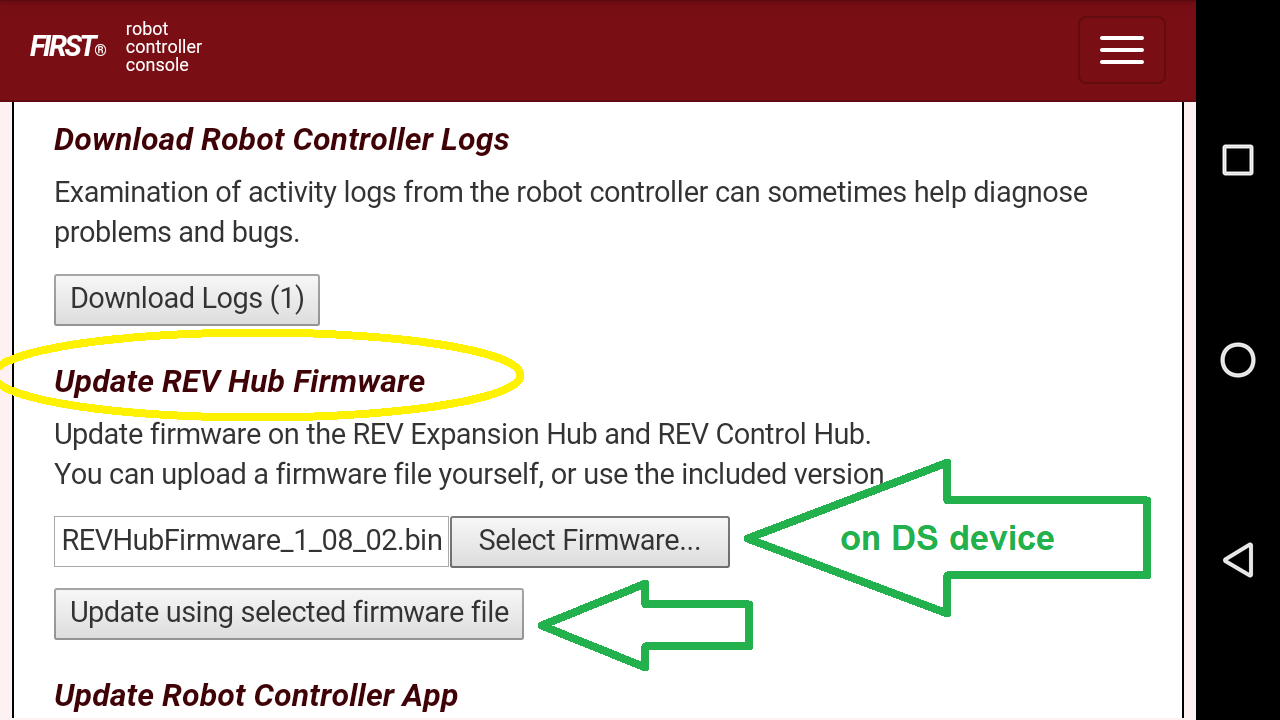 FIRST®
robot
controller
console
Download Robot Controller Logs
Examination of activity logs from the robot controller can sometimes help diagnose
problems and bugs.
Download Logs (1)
Update REV Hub Firmware
Update firmware on the REV Expansion Hub and REV Control Hub.
You can upload a firmware file yourself, or use the included version
REVHubFirmware_1_08_02.bin Select Firmware...
on DS device
Update using selected firmware file
Update Robot Controller App